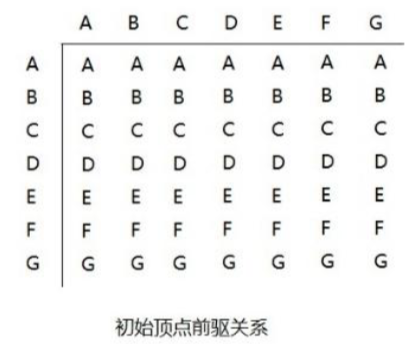 A B C D E F G
A A A A A A A A
B B B B B B B B
C C C C C C C C
D D D D D D D D
E E E E E E E E
F F F F F F F F
G G G G G G G G
初始顶点前驱关系